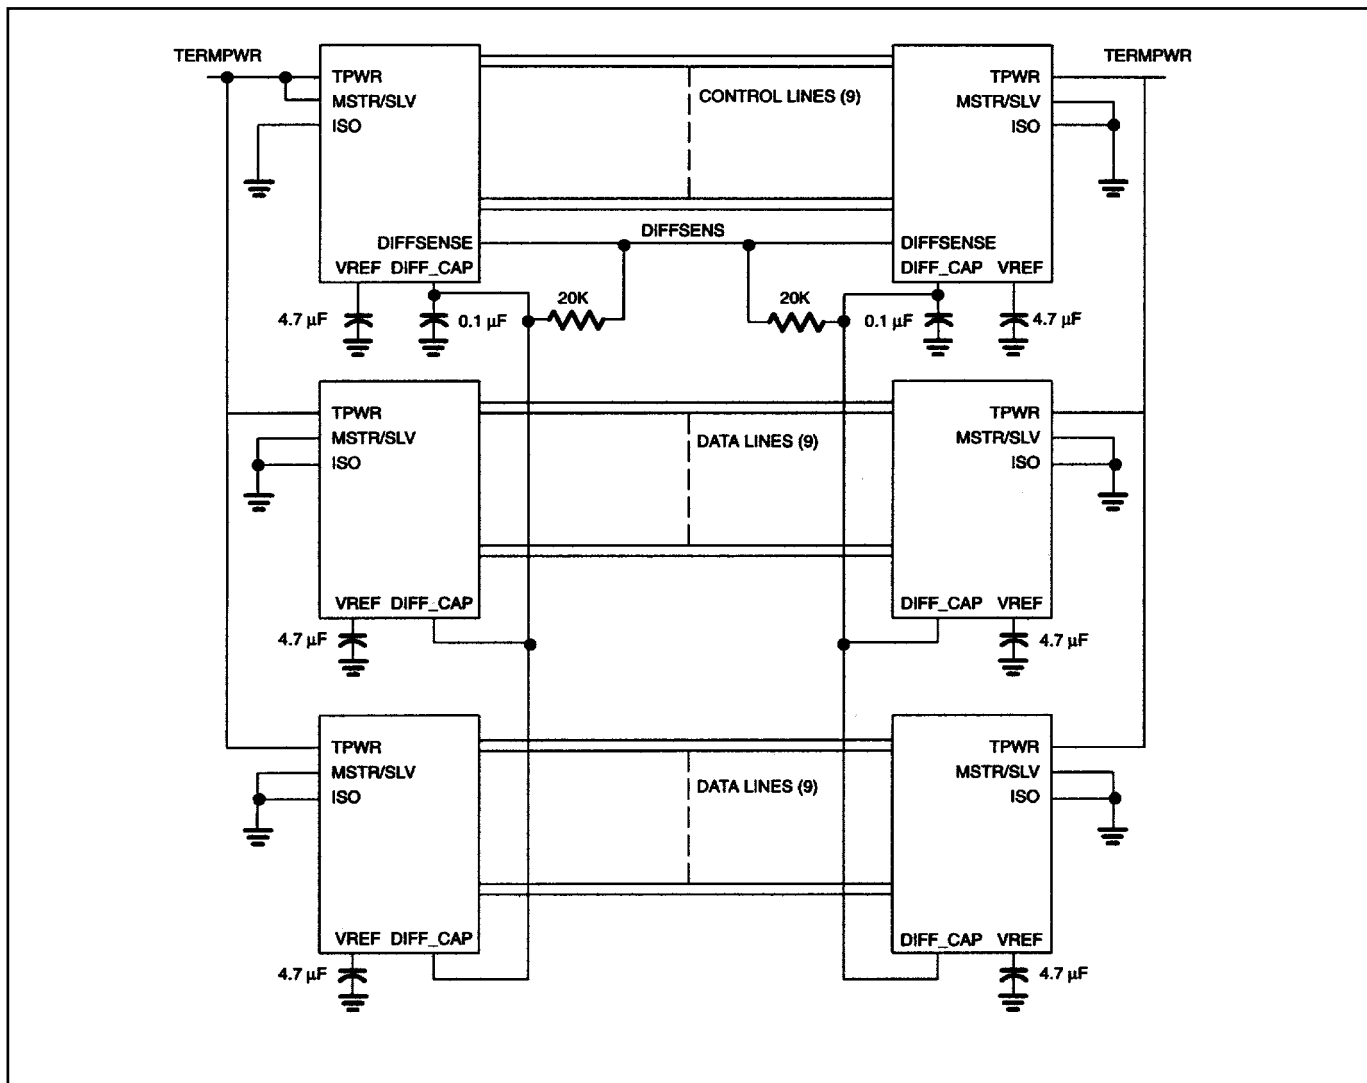 TERMPWR
TERMPWR
TPWR
MSTR/SLV
ISO
CONTROL LINES (9)
TPWR
MSTR/SLV
ISO
DIFFSENSE
DIFFSENS
DIFFSENSE
VREF DIFF_CAP
DIFF_CAP VREF
4.7 µF
0.1 µF
20K
20K
0.1 µF
4.7 µF
TPWR
MSTR/SLV
ISO
DATA LINES (9)
TPWR
MSTR/SLV
ISO
VREF DIFF_CAP
DIFF_CAP VREF
4.7 µF
4.7 µF
TPWR
MSTR/SLV
ISO
DATA LINES (9)
TPWR
MSTR/SLV
ISO
VREF DIFF_CAP
DIFF_CAP VREF
4.7 µF
4.7 µF